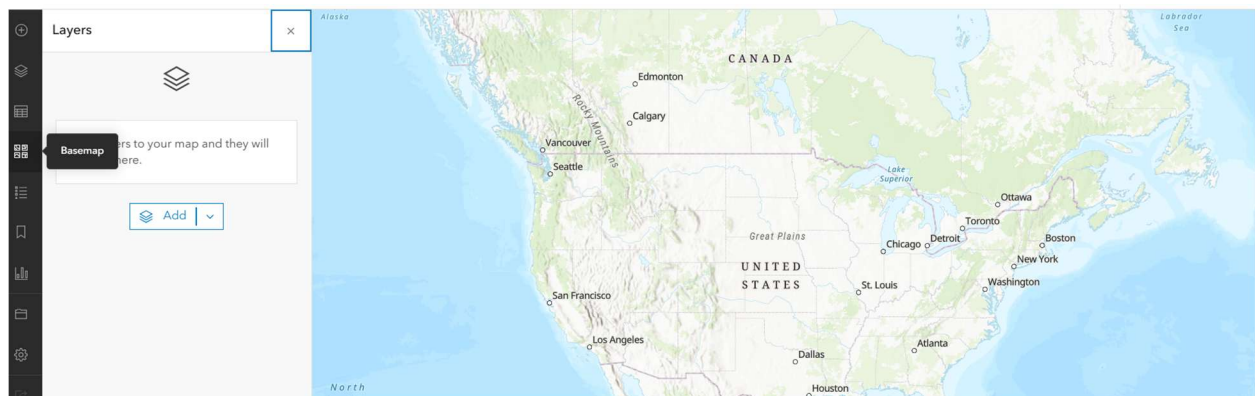 Layers
Basemap
ers to your map and they will
here.
Add
Alaska
Labrador
Sea
CANADA
Edmonton
Rocky Mountains
Calgary
Vancouver
Seattle
Lake
Superior
Ottawa
Toronto
Great Plains
Chicago
Detroit
Boston
New York
UNITED
STATES
St. Louis
Washington
San Francisco
Los Angeles
Atlanta
Dallas
North
Houston